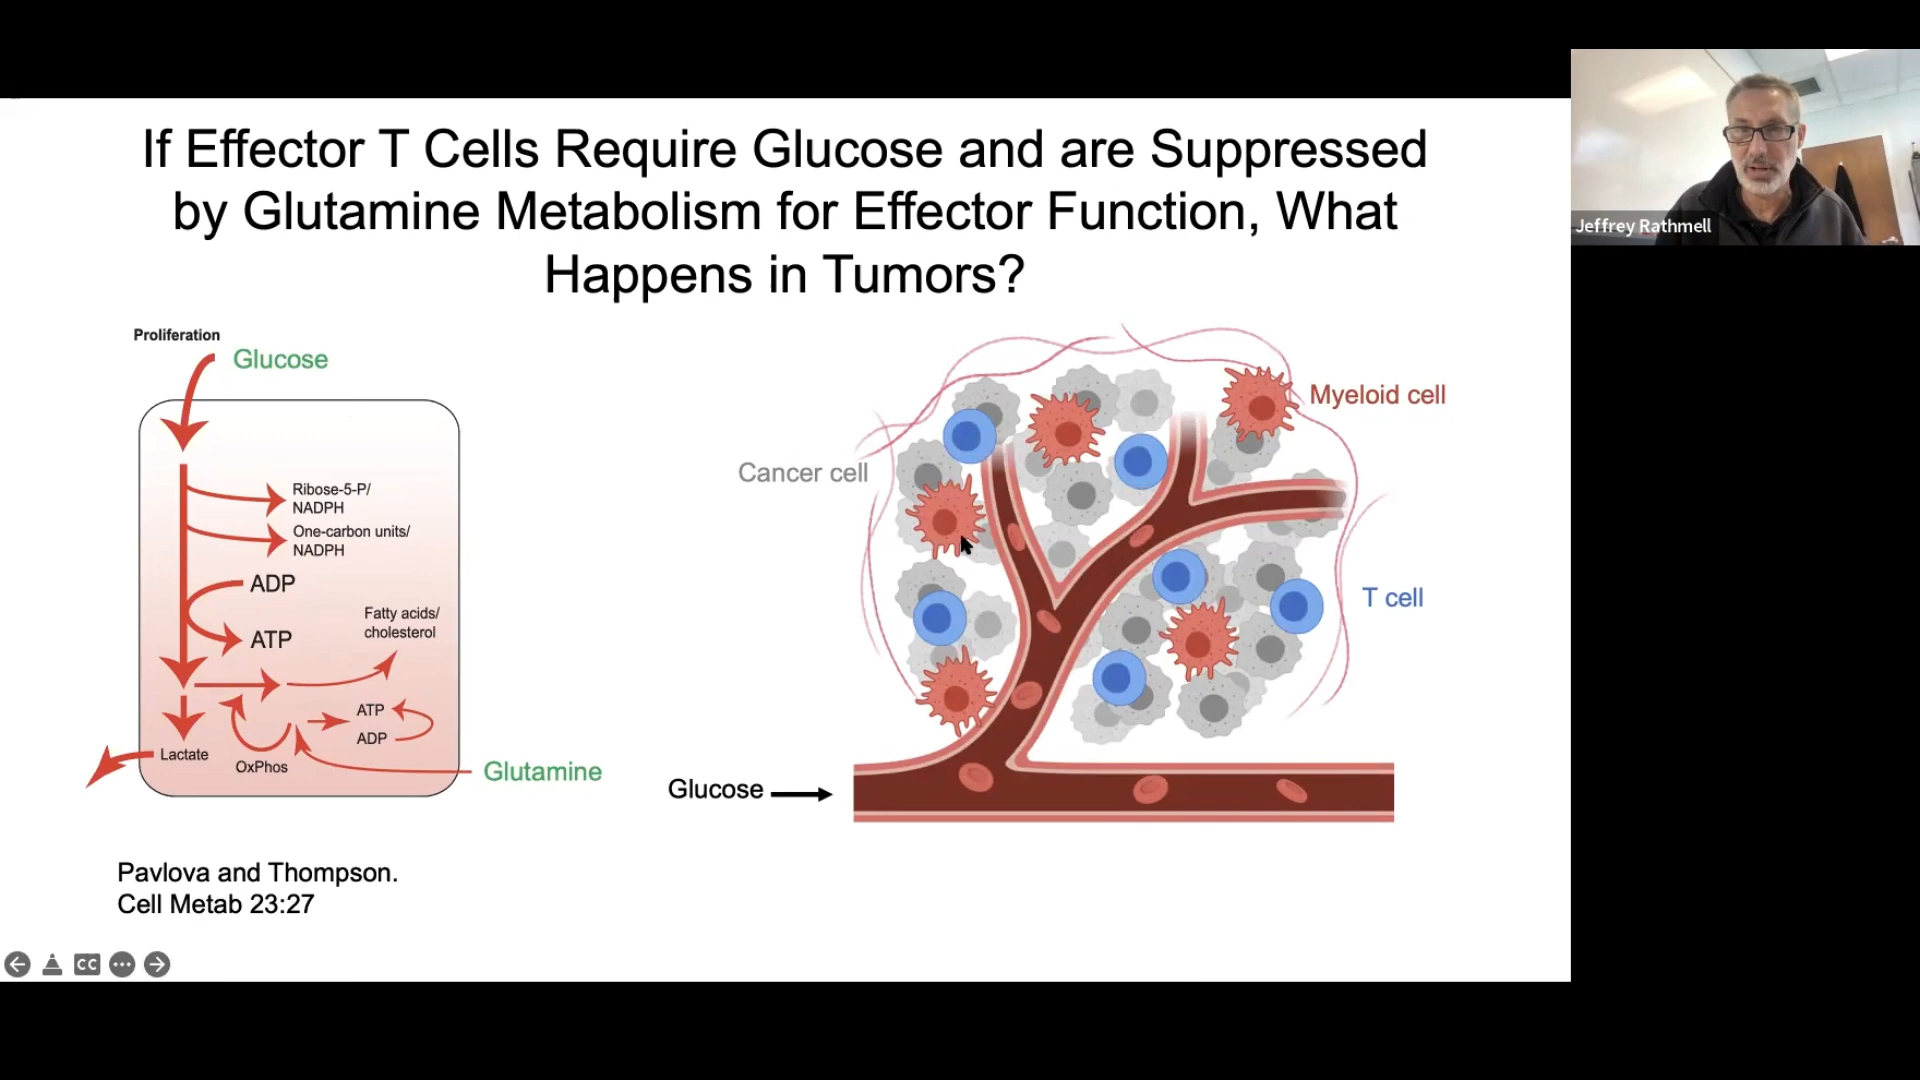 If Effector T Cells Require Glucose and are Suppressed
by Glutamine Metabolism for Effector Function, What
Happens in Tumors?
Jeffrey Rathmell
Proliferation
Glucose
Ribose-5-P/
NADPH
One-carbon units/
NADPH
ADP
ATP
Fatty acids/
cholesterol
ATP
ADP
Lactate
OxPhos
Glutamine
Cancer cell
Myeloid cell
T cell
Glucose
Pavlova and Thompson.
Cell Metab 23:27
CC